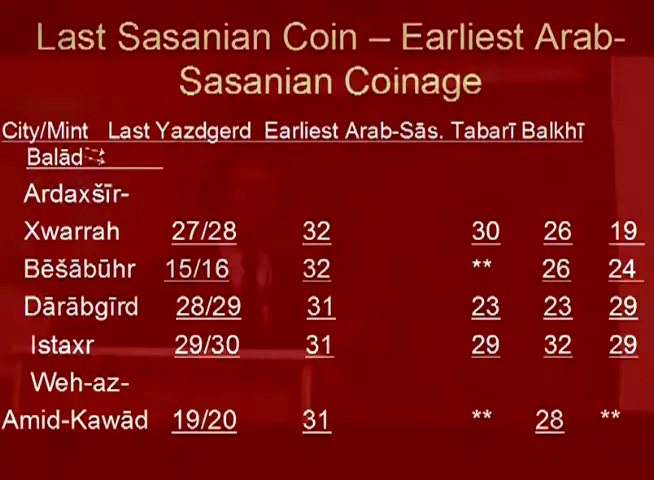 Last Sasanian Coin – Earliest Arab-
Sasanian Coinage
City/Mint Last Yazdgerd Earliest Arab-Sās. Tabarī Balkhī
Balād
Ardaxšīr-
Xwarrah 27/28 32 30 26 19
Bēšābūhr 15/16 32 ** 26 24
Dārābgīrd 28/29 31 23 23 29
Istaxr 29/30 31 29 32 29
Weh-az-
Amid-Kawād 19/20 31 ** 28 **